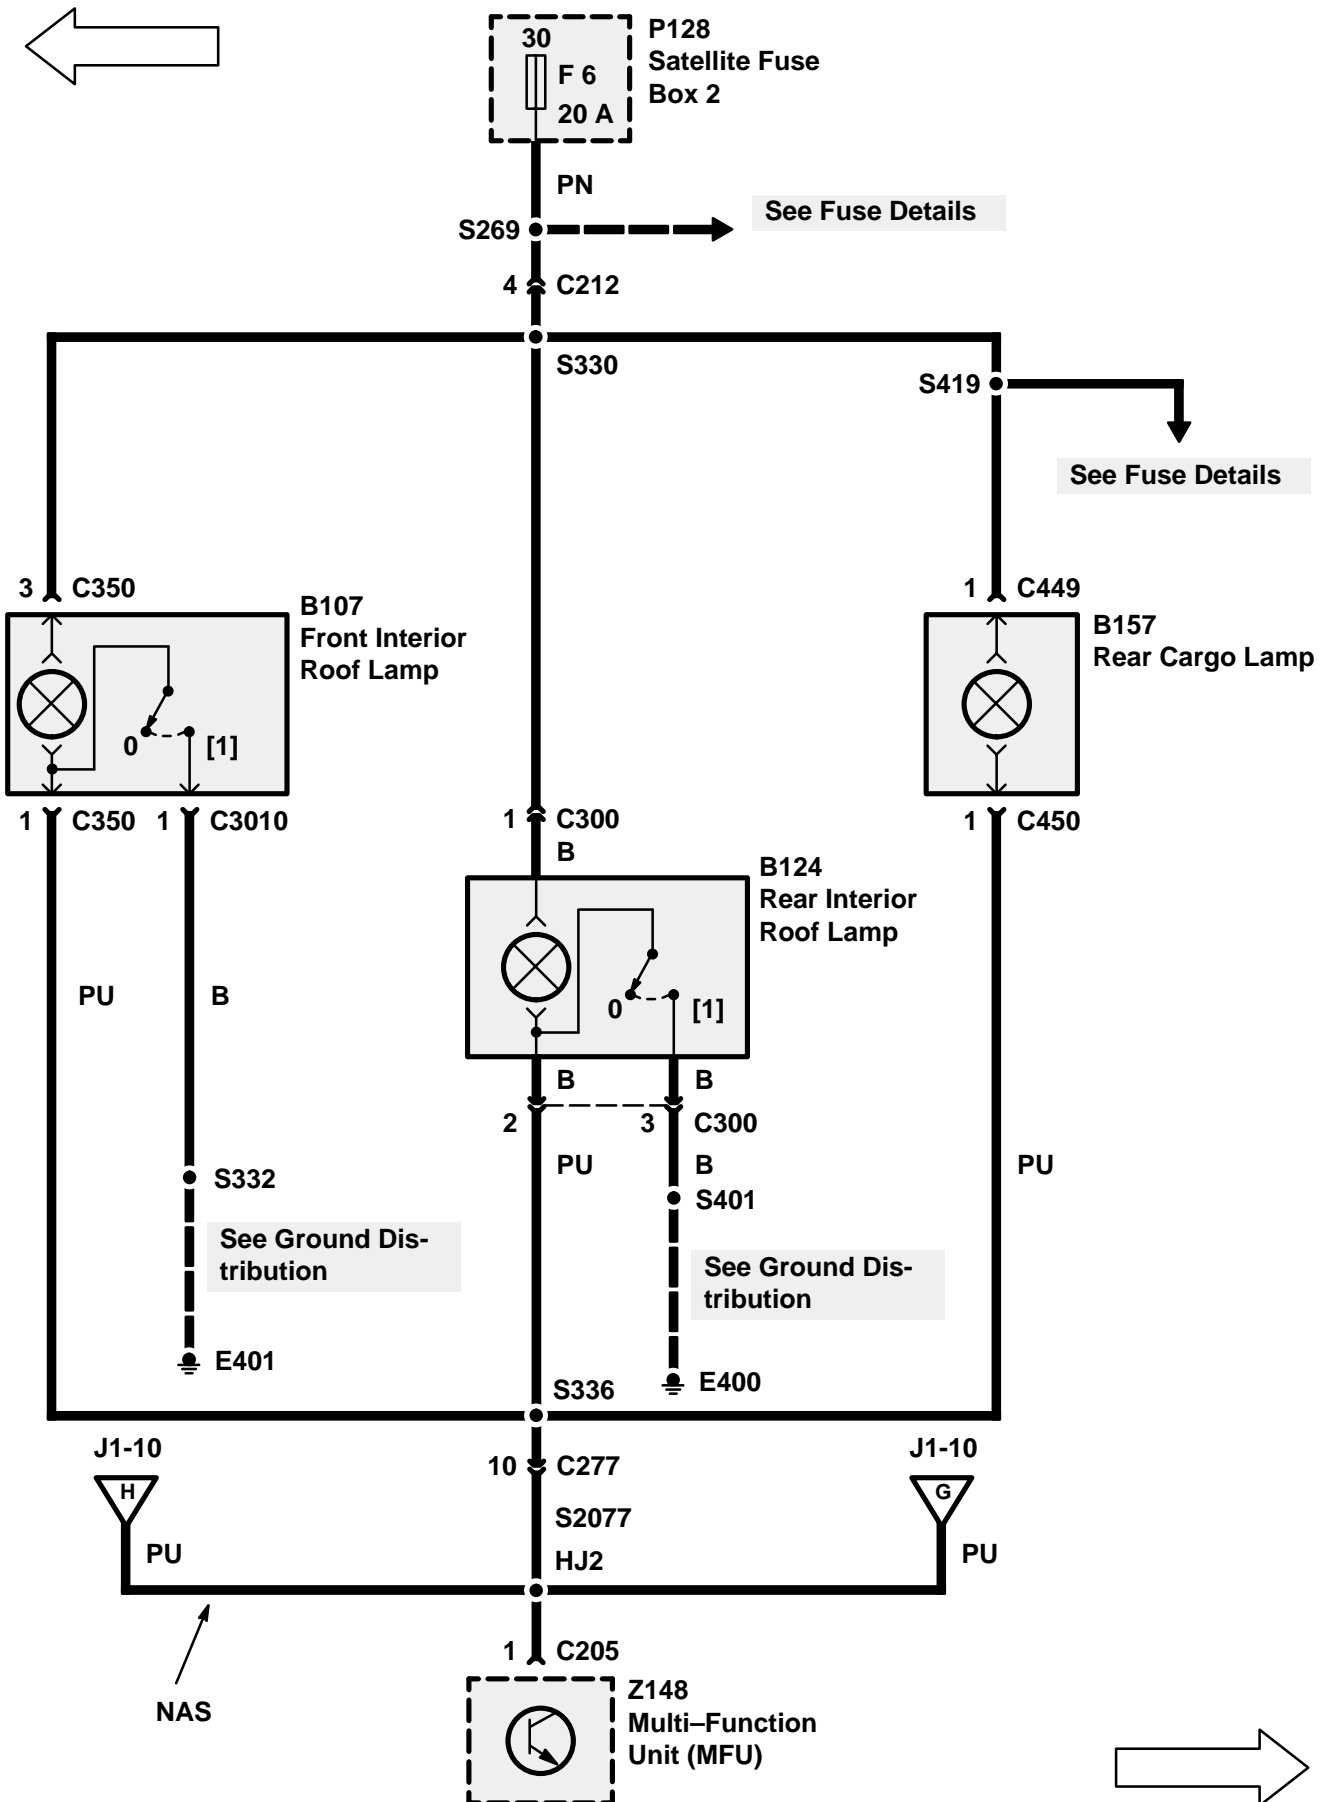 30
F 6
20 A
P128
Satellite Fuse
Box 2
PN
S269
See Fuse Details
4 C212
S330
S419
See Fuse Details
3 C350
B107
Front Interior
Roof Lamp
0 [1]
1 C350 1 C3010
1 C449
B157
Rear Cargo Lamp
1 C450
1 C300
B
B124
Rear Interior
Roof Lamp
0 [1]
PU B
B B
2 3 C300
PU B
PU
S332
S401
See Ground Dis-
tribution
See Ground Dis-
tribution
E401
E400
S336
J1-10
H
PU
10 C277
S2077
HJ2
J1-10
G
PU
NAS
1 C205
Z148
Multi–Function
Unit (MFU)